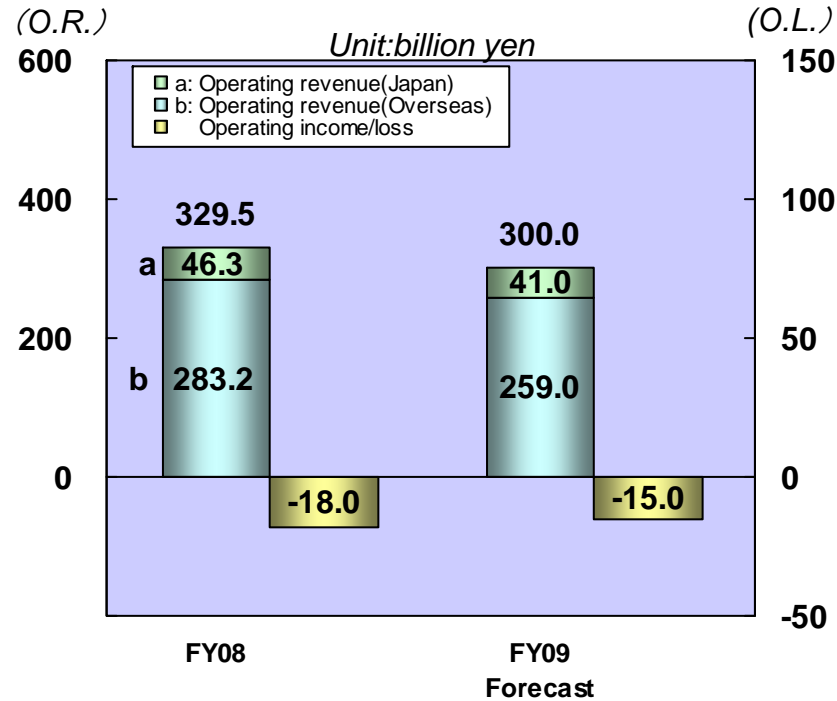 (O.R.)
(O.L.)
Unit:billion yen
600
150
a: Operating revenue(Japan)
b: Operating revenue(Overseas)
Operating income/loss
400
100
329.5
300.0
a
46.3
41.0
200
50
b
283.2
259.0
0
0
-18.0
-15.0
-50
FY08
FY09
Forecast